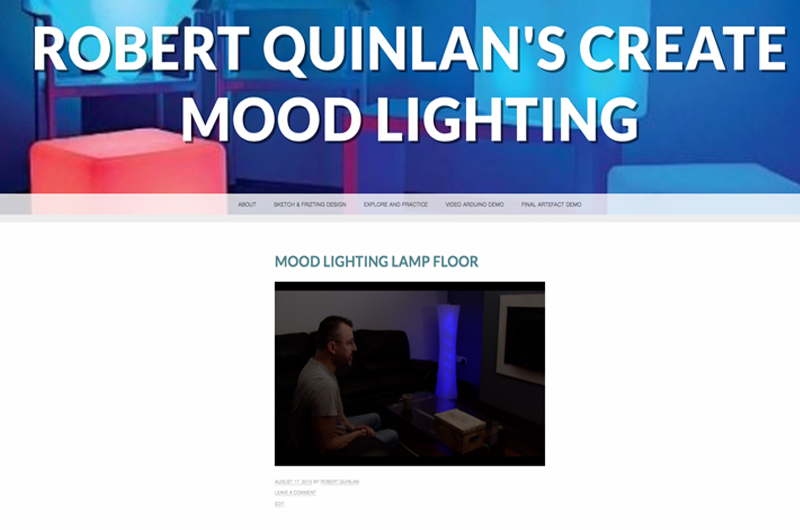 ROBERT QUINLAN'S CREATE
MOOD LIGHTING
ABOUT SKETCH & FRIZTING DESIGN EXPLORE AND PRACTICE VIDEO ARDUINO DEMO FINAL ARTEFACT DEMO
MOOD LIGHTING LAMP FLOOR
AUGUST 17, 2015 BY ROBERT QUINLAN
LEAVE A COMMENT
EDIT